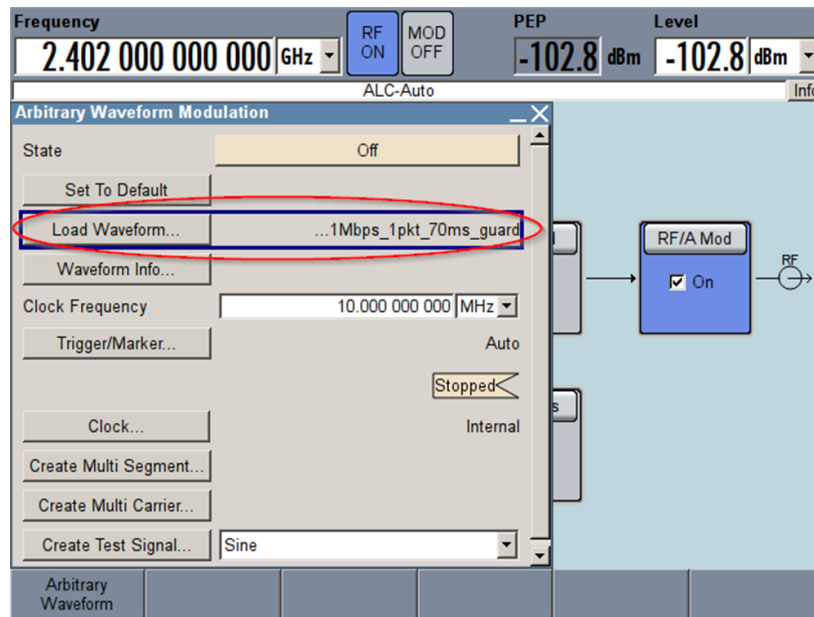 Frequency
2.402 000 000 000 GHz
RF ON
MOD OFF
PEP
-102.8 dBm
Level
-102.8 dBm
ALC-Auto
Info
Arbitrary Waveform Modulation
State Off
Set To Default
Load Waveform... ...1Mbps_1pkt_70ms_guard
Waveform Info...
Clock Frequency 10.000 000 000 MHz
Trigger/Marker... Auto
Stopped
Clock... Internal
Create Multi Segment...
Create Multi Carrier...
Create Test Signal... Sine
RF/A Mod
On
RF
Arbitrary
Waveform